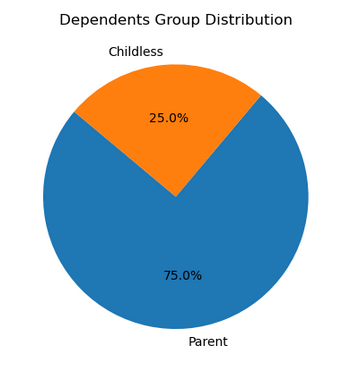 Dependents Group Distribution
Childless
25.0%
75.0%
Parent